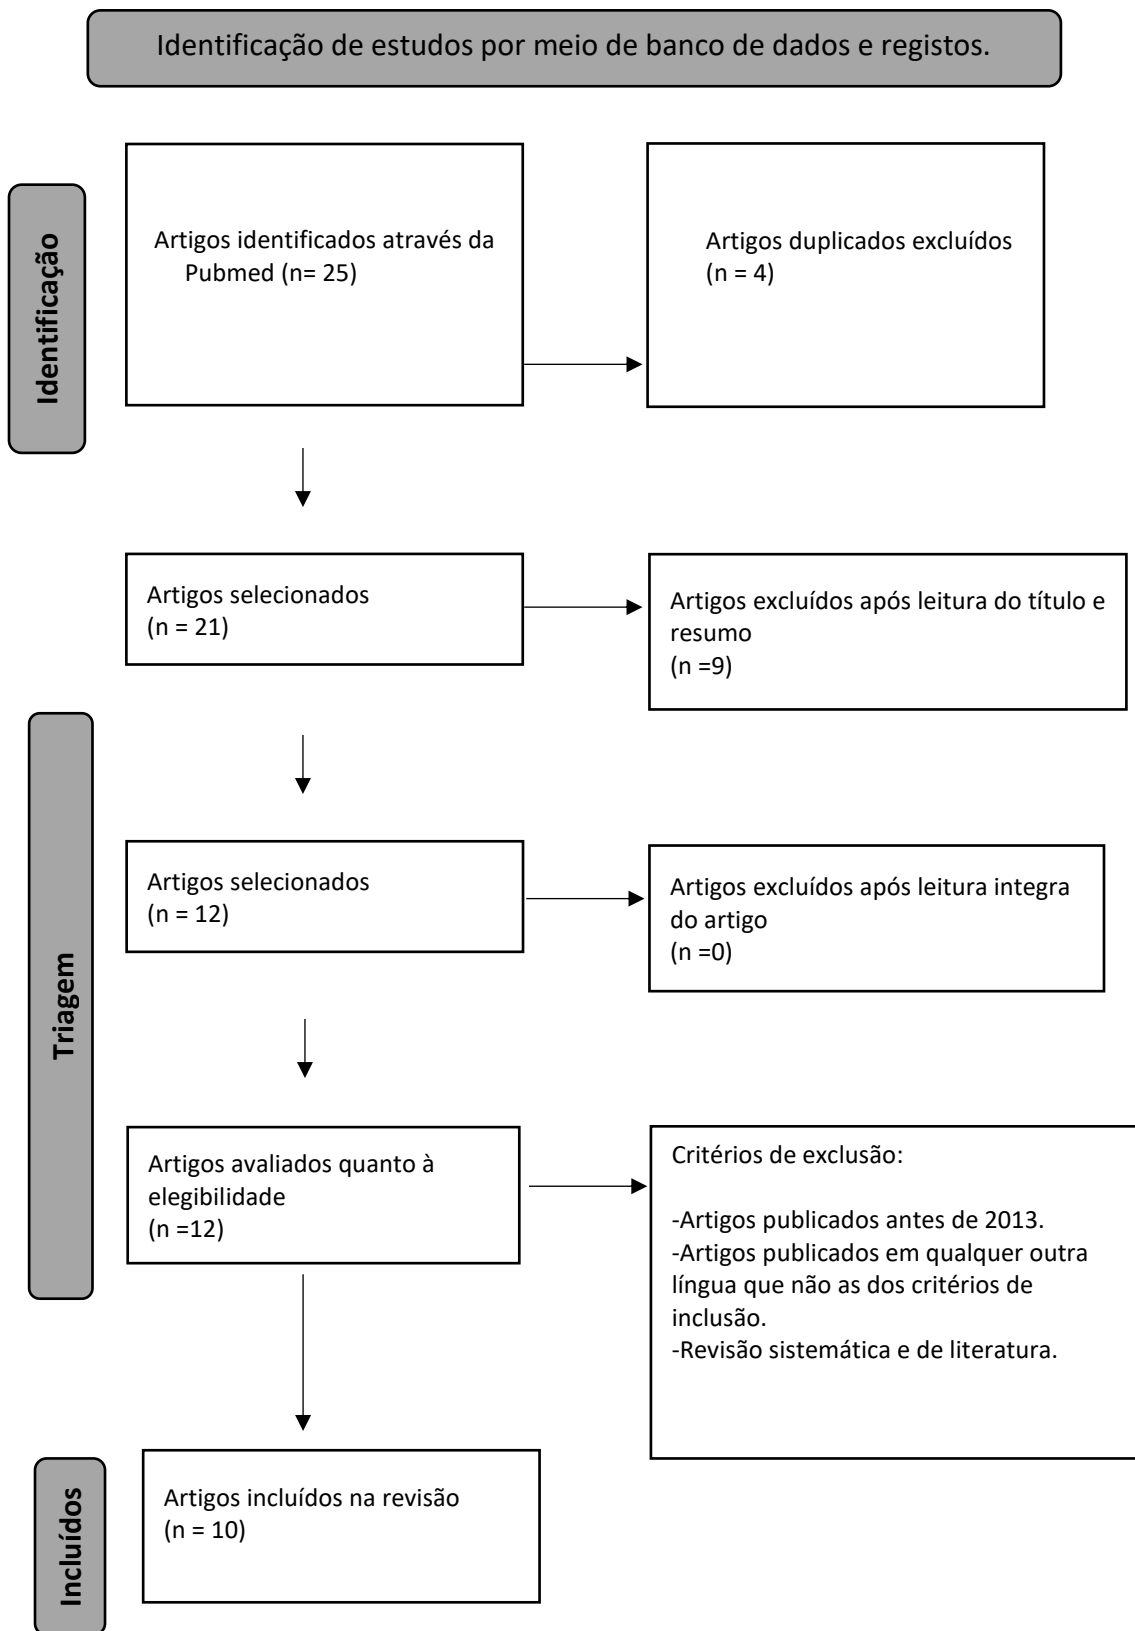 Identificação de estudos por meio de banco de dados e registos.
Identificação
Artigos identificados através da
Pubmed (n= 25)
Artigos duplicados excluídos
(n = 4)
Artigos selecionados
(n = 21)
Artigos excluídos após leitura do título e
resumo
(n =9)
Triagem
Artigos selecionados
(n = 12)
Artigos excluídos após leitura integra
do artigo
(n =0)
Artigos avaliados quanto à
elegibilidade
(n =12)
Critérios de exclusão:
-Artigos publicados antes de 2013.
-Artigos publicados em qualquer outra
língua que não as dos critérios de
inclusão.
-Revisão sistemática e de literatura.
Incluídos
Artigos incluídos na revisão
(n = 10)